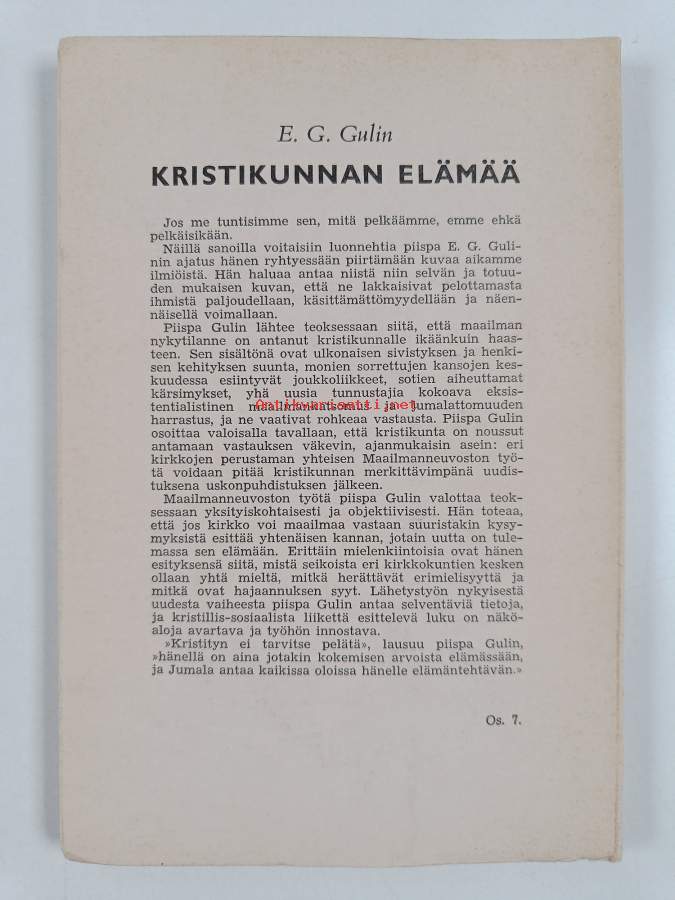 E. G. Gulin
KRISTIKUNNAN ELÄMÄÄ
Jos me tuntisimme sen, mitä pelkäämme, emme ehkä
pelkäisikään.
Näillä sanoilla voitaisiin luonnehtia piispa E. G. Guli-
nin ajatus hänen ryhtyessään piirtämään kuvaa aikamme
ilmiöistä. Hän haluaa antaa niistä niin selvän ja totuu-
den mukaisen kuvan, että ne lakkaisivat pelottamasta
ihmistä paljoudellaan, käsittämättömyydellään ja näen-
näisellä voimallaan.
Piispa Gulin lähtee teoksessaan siitä, että maailman
nykytilanne on antanut kristikunnalle ikäänkuin haas-
teen. Sen sisältönä ovat ulkonaisen sivistyksen ja henki-
sen kehityksen suunta, monien sorrettujen kansojen kes-
kuudessa esiintyvät joukkoliikkeet, sotien aiheuttamat
kärsimykset, yhä uusia tunnustajia kokoava eksis-
tentialistinen maailmankatsomus ja jumalattomuuden
Antikvariaatti.net
harrastus, ja ne vaativat rohkeaa vastausta. Piispa Gulin
osoittaa valoisalla tavallaan, että kristikunta on noussut
antamaan vastauksen väkevin, ajanmukaisin asein: eri
kirkkojen perustaman yhteisen Maailmanneuvoston työ-
tä voidaan pitää kristikunnan merkittävimpänä uudis-
tuksena uskonpuhdistuksen jälkeen.
Maailmanneuvoston työtä piispa Gulin valottaa teok-
sessaan yksityiskohtaisesti ja objektiivisesti. Hän toteaa,
että jos kirkko voi maailmaa vastaan suuristakin kysy-
myksistä esittää yhtenäisen kannan, jotain uutta on tule-
massa sen elämään. Erittäin mielenkiintoisia ovat hänen
esityksensä siitä, mistä seikoista eri kirkkokuntien kesken
ollaan yhtä mieltä, mitkä herättävät erimielisyyttä ja
mitkä ovat hajaannuksen syyt. Lähetystyön nykyisestä
uudesta vaiheesta piispa Gulin antaa selventäviä tietoja,
ja kristillis-sosiaalista liikettä esittelevä luku on näkö-
aloja avartava ja työhön innostava.
»Kristityn ei tarvitse pelätä», lausuu piispa Gulin,
»hänellä on aina jotakin kokemisen arvoista elämässään,
ja Jumala antaa kaikissa oloissa hänelle elämäntehtävän.»
Os. 7.